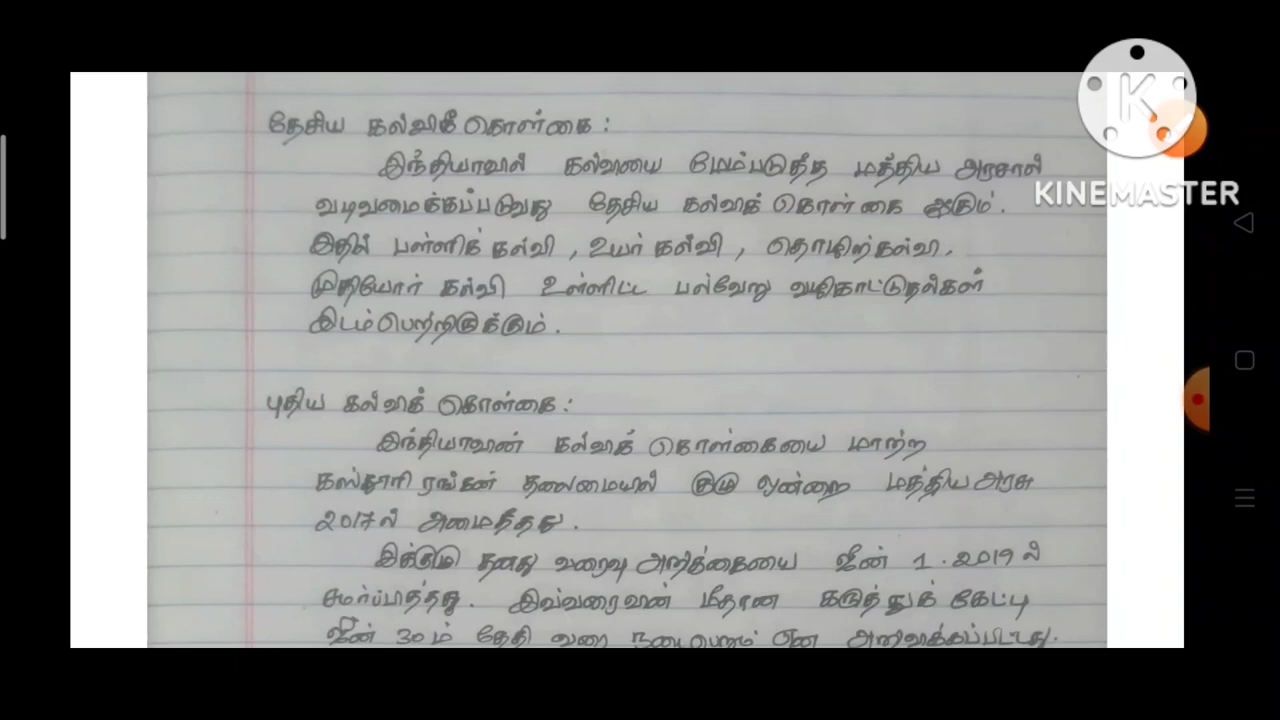 தேசிய கல்விக் கொள்கை :
இந்தியாவில் கல்வியை மேம்படுத்த மத்திய அரசால்
வடிவமைக்கப்படுவது தேசிய கல்விக் கொள்கை ஆகும்.
இதில் பள்ளிக் கல்வி , உயர் கல்வி , தொழிற்கல்வி.
முதியோர் கல்வி உள்ளிட்ட பல்வேறு வழிகாட்டுதல்கள்
இடம்பெற்றிருக்கும்.
புதிய கல்விக் கொள்கை :
இந்தியாவின் கல்விக் கொள்கையை மாற்ற
கஸ்தூரி ரங்கன் தலைமையில் குழு ஒன்றை மத்திய அரசு
2017ல் அமைத்தது.
இக்குழு தனது வரைவு அறிக்கையை ஜீன் 1 . 2019 ல்
சமர்ப்பித்தது. இவ்வரைவின் மீதான கருத்துக் கேட்பு
ஜீன் 30 ம் தேதி வரை நடைபெறும் என அறிவிக்கப்பட்டது.
K
KINEMASTER